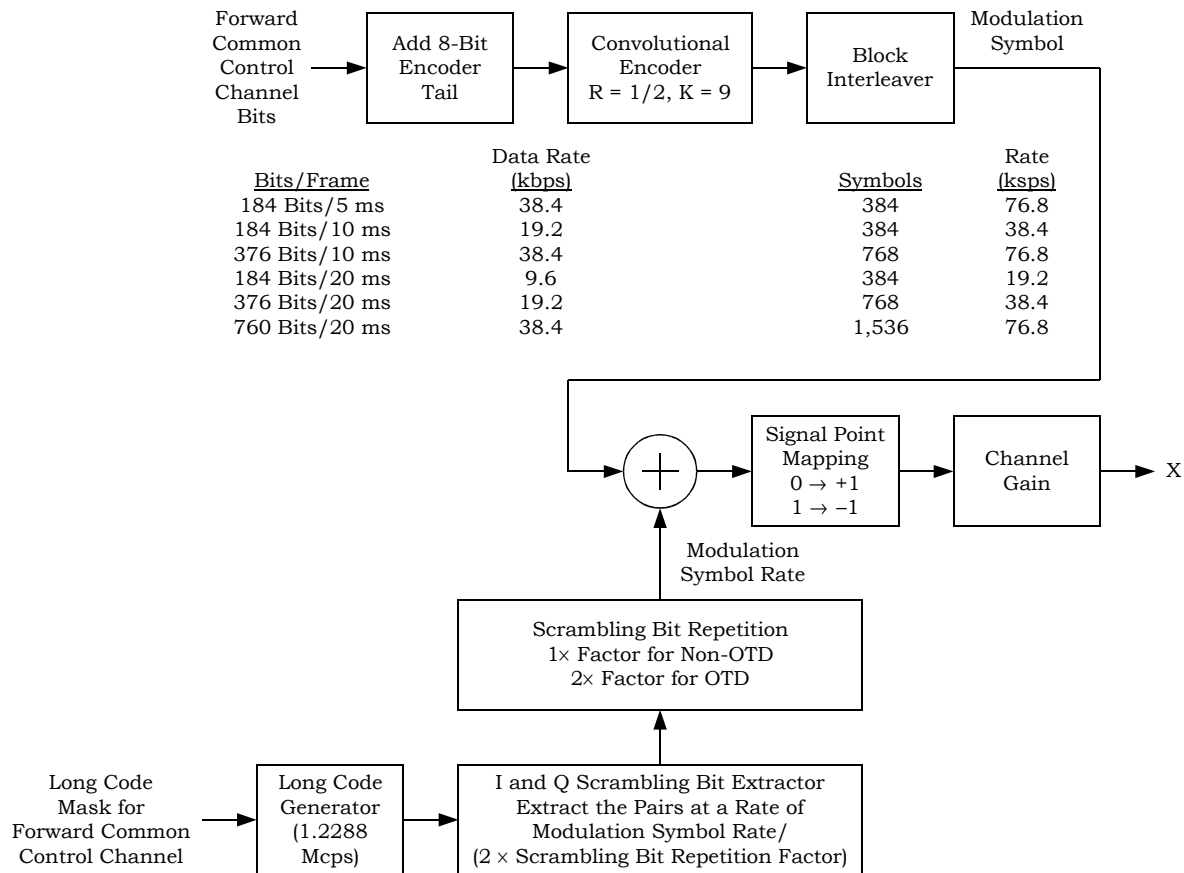 Forward
Common
Control
Channel
Bits
Add 8-Bit
Encoder
Tail
Convolutional
Encoder
R = 1/2, K = 9
Block
Interleaver
Modulation
Symbol
Bits/Frame
184 Bits/5 ms
184 Bits/10 ms
376 Bits/10 ms
184 Bits/20 ms
376 Bits/20 ms
760 Bits/20 ms
Data Rate
(kbps)
38.4
19.2
38.4
9.6
19.2
38.4
Symbols
384
384
768
384
768
1,536
Rate
(ksps)
76.8
38.4
76.8
19.2
38.4
76.8
Signal Point
Mapping
0 → +1
1 → –1
Channel
Gain
X
Modulation
Symbol Rate
Scrambling Bit Repetition
1× Factor for Non-OTD
2× Factor for OTD
Long Code
Mask for
Forward Common
Control Channel
Long Code
Generator
(1.2288
Mcps)
I and Q Scrambling Bit Extractor
Extract the Pairs at a Rate of
Modulation Symbol Rate/
(2 × Scrambling Bit Repetition Factor)